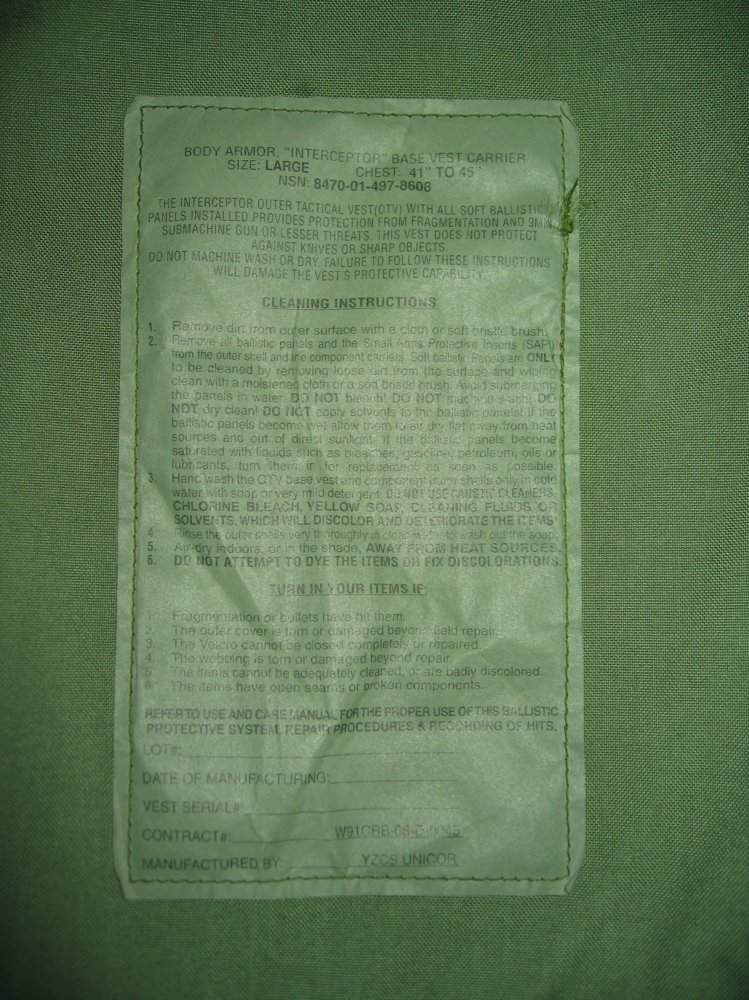 BODY ARMOR, "INTERCEPTOR" BASE VEST CARRIER
SIZE: LARGE CHEST: 41" TO 45"
NSN: 8470-01-497-8608
THE INTERCEPTOR OUTER TACTICAL VEST(OTV) WITH ALL SOFT BALLISTIC
PANELS INSTALLED PROVIDES PROTECTION FROM FRAGMENTATION AND 9MM
SUBMACHINE GUN OR LESSER THREATS. THIS VEST DOES NOT PROTECT
AGAINST KNIVES OR SHARP OBJECTS
DO NOT MACHINE WASH OR DRY. FAILURE TO FOLLOW THESE INSTRUCTIONS
WILL DAMAGE THE VEST'S PROTECTIVE CAPABILITY
CLEANING INSTRUCTIONS
1. Remove dirt from outer surface with a cloth or soft bristle brush.
2. Remove all ballistic panels and the Small Arms Protective Inserts (SAPI)
from the outer shell and the component carriers. Soft ballistic Panels are ONLY
to be cleaned by removing loose dirt from the surface and wiping
clean with a moistened cloth or a soft bristle brush. Avoid submerging
the panels in water. DO NOT bleach! DO NOT machine wash! DO
NOT dry clean! DO NOT apply solvents to the ballistic panels! If the
ballistic panels become wet allow them to air dry flat away from heat
sources and out of direct sunlight. If the ballistic panels become
saturated with liquids such as bleaches, gasoline, petroleum, oils or
lubricants, turn them in for replacement as soon as possible.
3. Hand wash the OTV base vest and component outer shells only in cold
water with soap or very mild detergent. DO NOT USE CAUSTIC CLEANERS,
CHLORINE BLEACH, YELLOW SOAP, CLEANING FLUIDS, OR
SOLVENTS, WHICH WILL DISCOLOR AND DETERIORATE THE ITEMS
4. Rinse the outer shells very thoroughly in clean water to wash out the soap.
5. Air-dry indoors, or in the shade, AWAY FROM HEAT SOURCES.
6. DO NOT ATTEMPT TO DYE THE ITEMS OR FIX DISCOLORATIONS.
TURN IN YOUR ITEMS IF:
1. Fragmentation or bullets have hit them.
2. The outer cover is torn or damaged beyond field repair.
3. The Velcro cannot be closed completely or repaired.
4. The webbing is torn or damaged beyond repair.
5. The items cannot be adequately cleaned, or are badly discolored.
6. The items have open seams or broken components.
REFER TO USE AND CARE MANUAL FOR THE PROPER USE OF THIS BALLISTIC
PROTECTIVE SYSTEM, REPAIR PROCEDURES & RECORDING OF HITS.
LOT#:
DATE OF MANUFACTURING:
VEST SERIAL#:
CONTRACT#:
MANUFACTURED BY: YZCS UNICOR